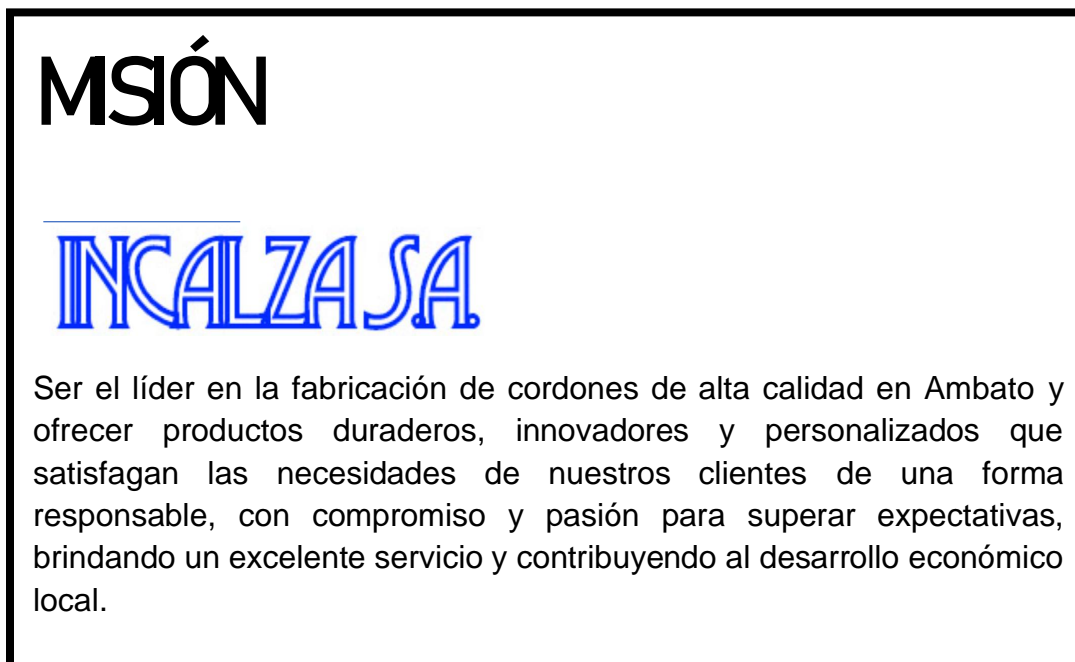 MISIÓN
INCALZA S.A.
Ser el líder en la fabricación de cordones de alta calidad en Ambato y
ofrecer productos duraderos, innovadores y personalizados que
satisfagan las necesidades de nuestros clientes de una forma
responsable, con compromiso y pasión para superar expectativas,
brindando un excelente servicio y contribuyendo al desarrollo económico
local.